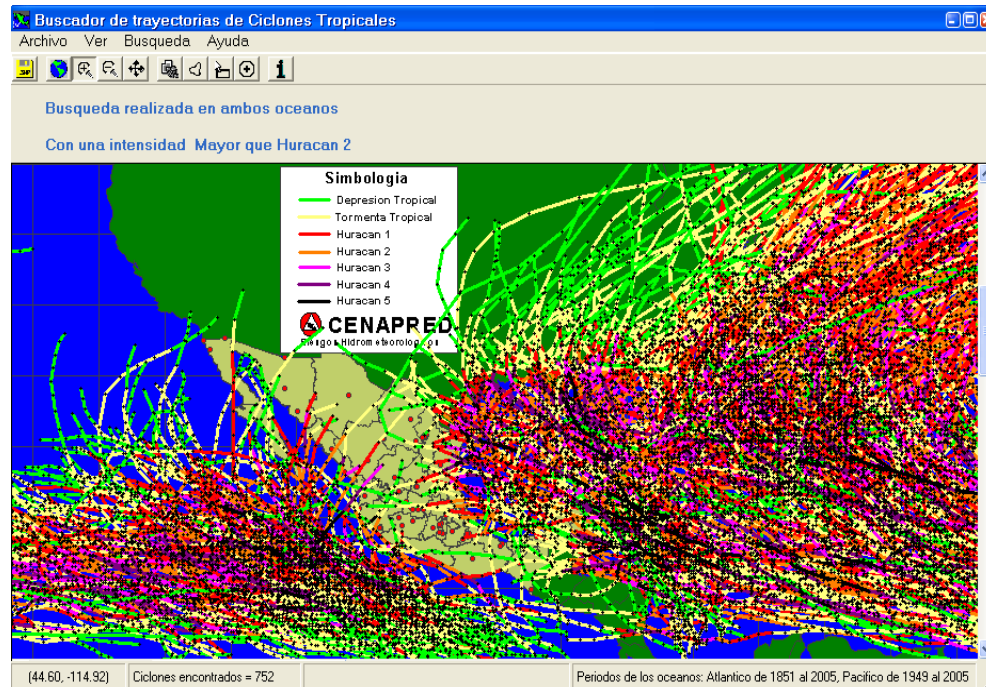 Buscador de trayectorias de Ciclones Tropicales
Archivo Ver Busqueda Ayuda
Busqueda realizada en ambos oceanos
Con una intensidad Mayor que Huracan 2
Simbologia
Depresion Tropical
Tormenta Tropical
Huracan 1
Huracan 2
Huracan 3
Huracan 4
Huracan 5
CENAPRED
Riesgos Hidrometeorologicos
(44.60, -114.92) Ciclones encontrados = 752 Periodos de los oceanos: Atlantico de 1851 al 2005, Pacifico de 1949 al 2005